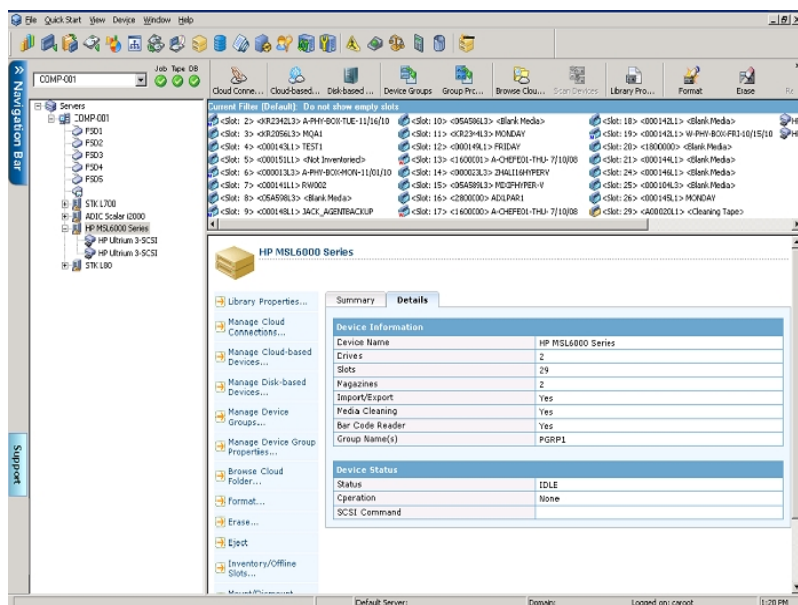 File Quick Start View Device Window Help
Job Tape DB
COMP-001
Cloud Conne... Cloud-based... Disk-based ... Device Groups Group Prc... Browse Clou... Scan Devices Library Pro... Format Erase Re
Navigation Bar
Support
Servers
COMP-001
FSD1
FSD2
FSD3
FSD4
FSD5
STK L700
ADIC Scalar i2000
HP MSL6000 Series
HP Ultrium 3-SCSI
HP Ultrium 3-SCSI
STK L80
Current Filter (Default): Do not show empty slots
<Slot: 2> <KR2342L3> A-PHY-BOX-TUE-11/16/10 <Slot: 10> <05A586L3> <Blank Media> <Slot: 18> <000142L1> <Blank Media>
<Slot: 3> <KR2056L3> MQA1 <Slot: 11> <KR2344L3> MONDAY <Slot: 19> <000142L1> W-PHY-BOX-FRI-10/15/10
<Slot: 4> <000143L1> TEST1 <Slot: 12> <000149L1> FRIDAY <Slot: 20> <1800000> <Blank Media>
<Slot: 5> <000151L1> <Not Inventoried> <Slot: 13> <1600001> A-CHEFE01-THU- 7/10/08 <Slot: 21> <000144L1> <Blank Media>
<Slot: 6> <000013L3> A-PHY-BOX-MON-11/01/10 <Slot: 14> <000023L3> ZHALI16HYPERV <Slot: 24> <000146L1> <Blank Media>
<Slot: 7> <000141L1> RW002 <Slot: 15> <05A589L3> MDIFHYPER-V <Slot: 25> <000104L3> <Blank Media>
<Slot: 8> <05A598L3> <Blank Media> <Slot: 16> <2800000> ADILPAR1 <Slot: 26> <000145L1> MONDAY
<Slot: 9> <000148L1> JACK_AGENTBACKUP <Slot: 17> <1600C00> A-CHEFE01-THU- 7/10/08 <Slot: 29> <A00020L1> <Cleaning Tape>
HP MSL6000 Series
Library Properties...
Manage Cloud Connections...
Manage Cloud-based Devices...
Manage Disk-based Devices...
Manage Device Groups...
Manage Device Group Properties...
Browse Cloud Folder...
Format...
Erase...
Eject
Inventory/Offline Slots...
Mount/Dismount
Summary Details
Device Information
Device Name HP MSL6000 Series
Drives 2
Slots 29
Magazines 2
Import/Export Yes
Media Cleaning Yes
Bar Code Reader Yes
Group Name(s) PGRP1
Device Status
Status IDLE
Operation None
SCSI Command
Default Server: Domain: Logged on: caroot 1:20 PM